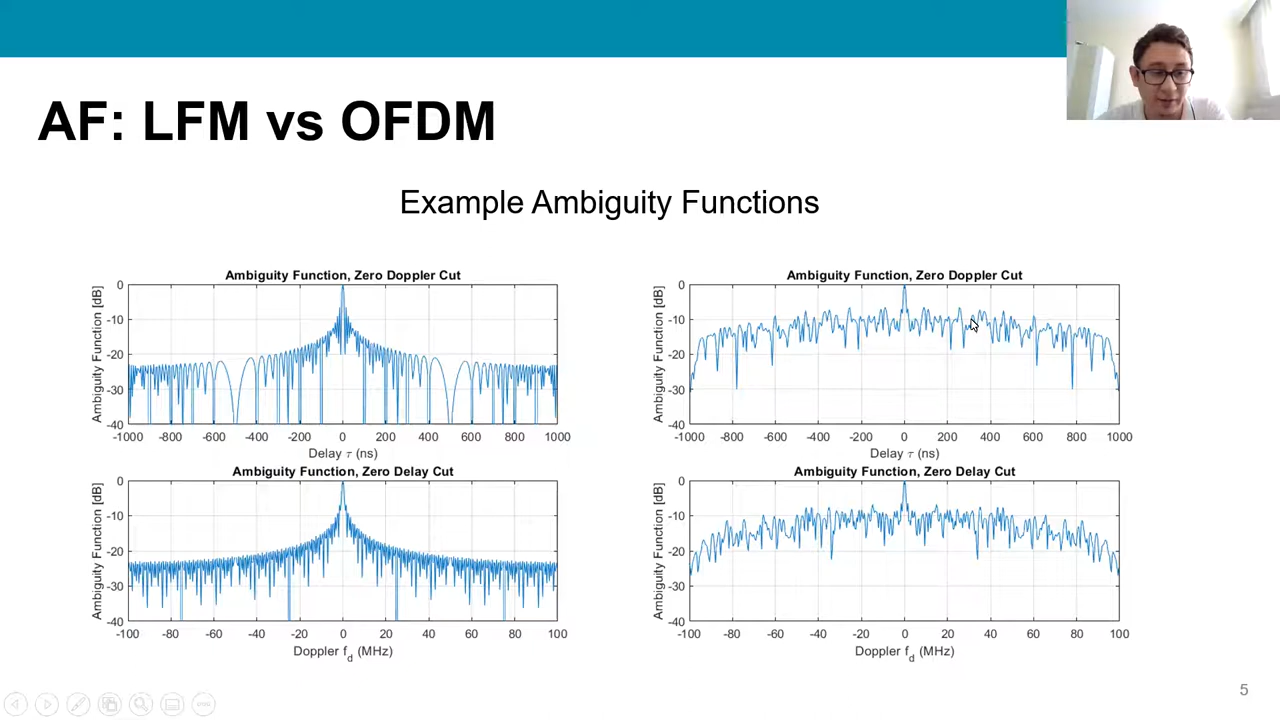 AF: LFM vs OFDM
Example Ambiguity Functions
Ambiguity Function, Zero Doppler Cut
Ambiguity Function [dB]
0
-10
-20
-30
-40
-1000 -800 -600 -400 -200 0 200 400 600 800 1000
Delay τ (ns)
Ambiguity Function, Zero Delay Cut
Ambiguity Function [dB]
0
-10
-20
-30
-40
-100 -80 -60 -40 -20 0 20 40 60 80 100
Doppler f_d (MHz)
Ambiguity Function, Zero Doppler Cut
Ambiguity Function [dB]
0
-10
-20
-30
-40
-1000 -800 -600 -400 -200 0 200 400 600 800 1000
Delay τ (ns)
Ambiguity Function, Zero Delay Cut
Ambiguity Function [dB]
0
-10
-20
-30
-40
-100 -80 -60 -40 -20 0 20 40 60 80 100
Doppler f_d (MHz)
5